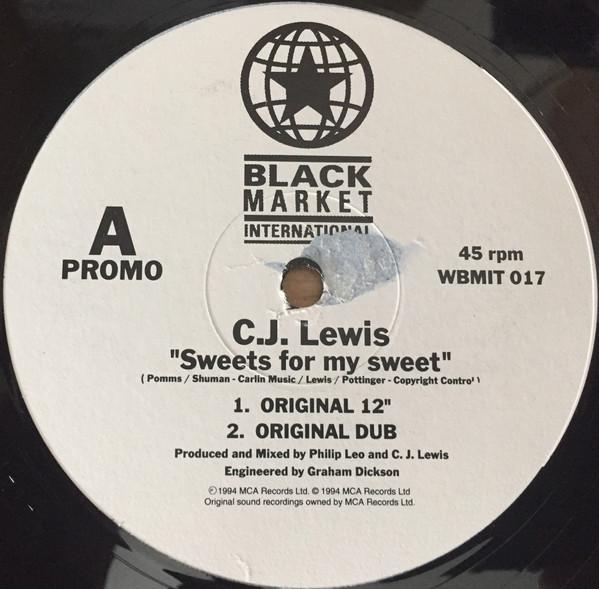 BLACK
MARKET
INTERNATIONAL
A
PROMO
45 rpm
WBMIT 017
C.J. Lewis
"Sweets for my sweet"
( Pomms / Shuman - Carlin Music / Lewis / Pottinger - Copyright Control )
1. ORIGINAL 12"
2. ORIGINAL DUB
Produced and Mixed by Philip Leo and C. J. Lewis
Engineered by Graham Dickson
℗1994 MCA Records Ltd. © 1994 MCA Records Ltd
Original sound recordings owned by MCA Records Ltd.